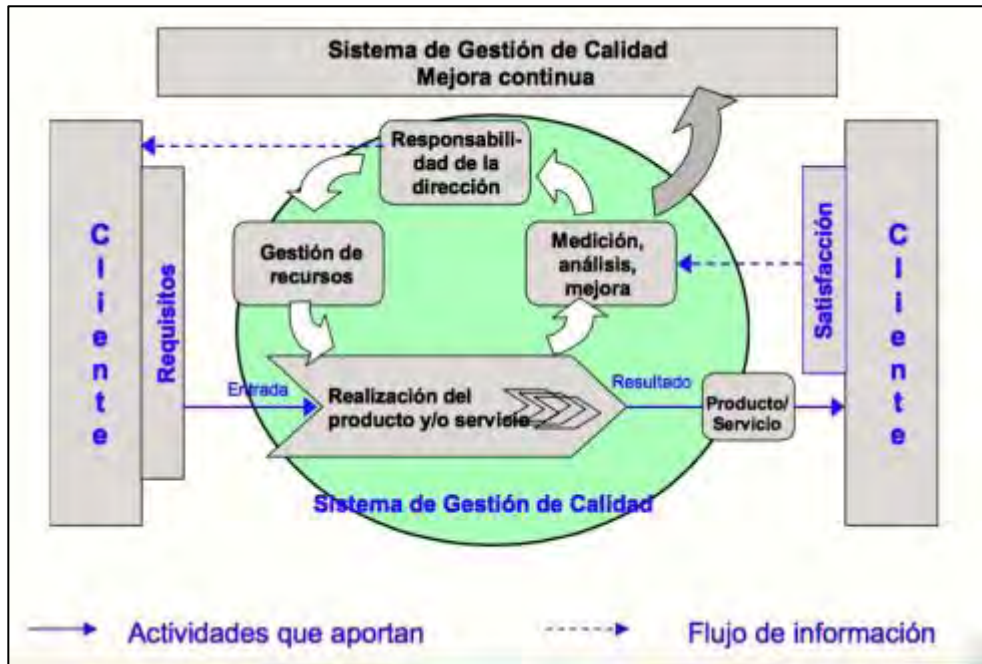 Sistema de Gestión de Calidad
Mejora continua
Responsabili-
dad de la
dirección
Cliente
Requisitos
Gestión de
recursos
Medición,
análisis,
mejora
Satisfacción
Cliente
Entrada
Realización del
producto y/o servicio
Resultado
Producto/
Servicio
Sistema de Gestión de Calidad
Actividades que aportan
Flujo de información